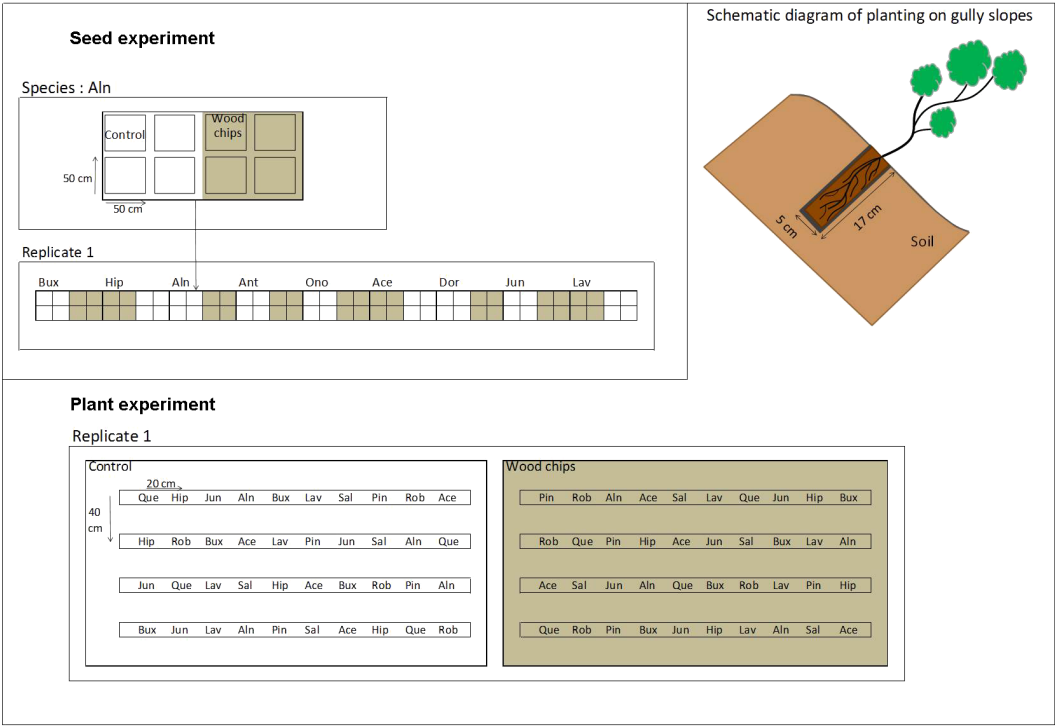 Schematic diagram of planting on gully slopes
Seed experiment
Species : Aln
Control
Wood
chips
50 cm
50 cm
5 cm
17 cm
Soil
Replicate 1
Bux Hip Aln Ant Ono Ace Dor Jun Lav
Plant experiment
Replicate 1
Control
20 cm
40
cm
Que Hip Jun Aln Bux Lav Sal Pin Rob Ace
Hip Rob Bux Ace Lav Pin Jun Sal Aln Que
Jun Que Lav Sal Hip Ace Bux Rob Pin Aln
Bux Jun Lav Aln Pin Sal Ace Hip Que Rob
Wood chips
Pin Rob Aln Ace Sal Lav Que Jun Hip Bux
Rob Que Pin Hip Ace Jun Sal Bux Lav Aln
Ace Sal Jun Aln Que Bux Rob Lav Pin Hip
Que Rob Pin Bux Jun Hip Lav Aln Sal Ace